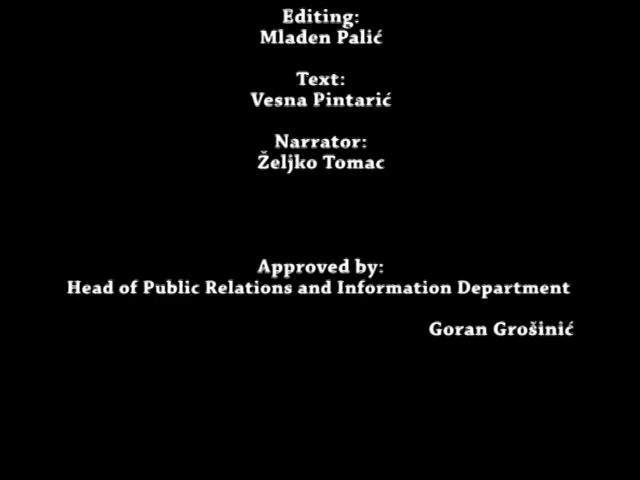 Editing:
Mladen Palić
Text:
Vesna Pintarić
Narrator:
Željko Tomac
Approved by:
Head of Public Relations and Information Department
Goran Grošinić